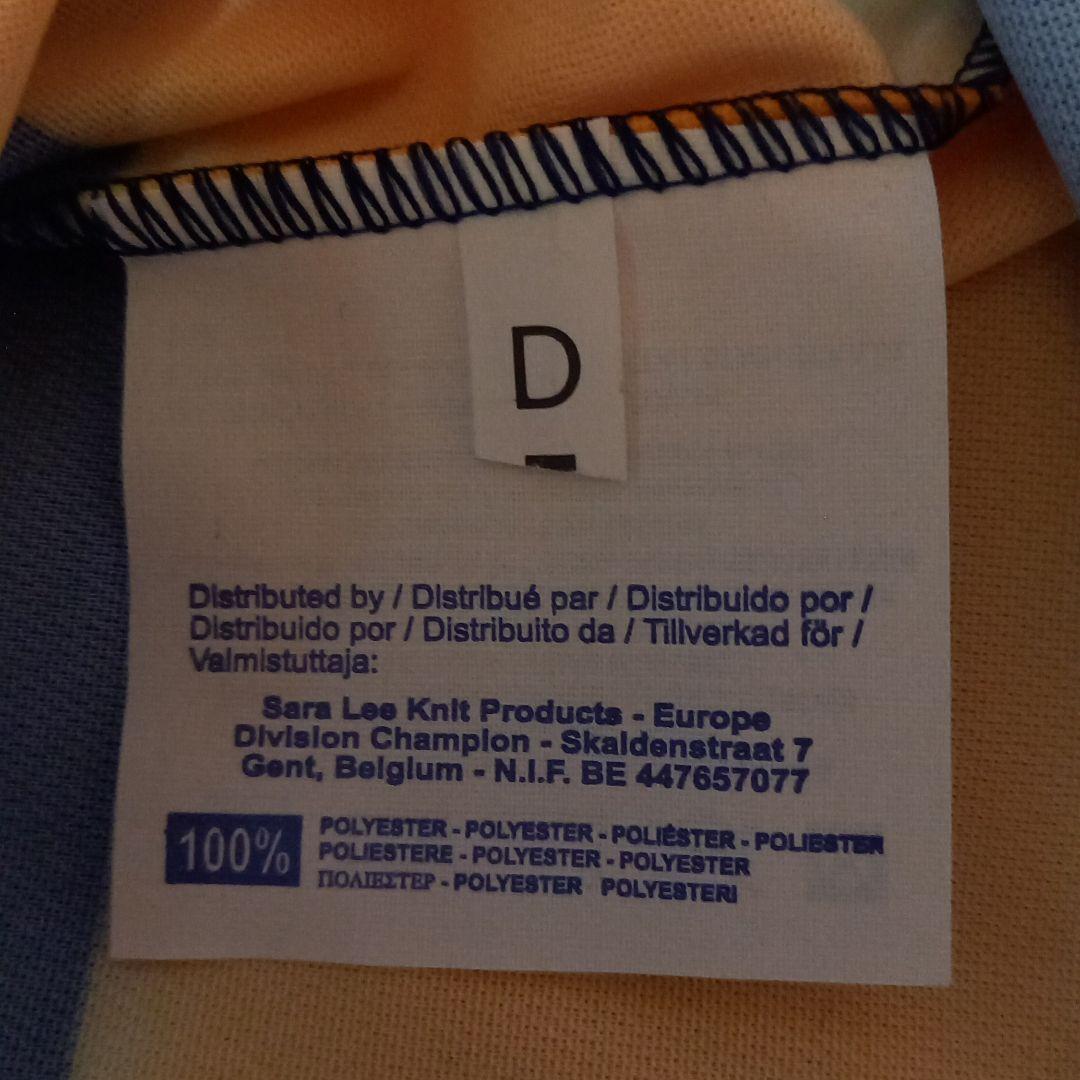 D
Distributed by / Distribué par / Distribuido por /
Distribuido por / Distribuito da / Tillverkad för /
Valmistuttaja:
Sara Lee Knit Products - Europe
Division Champion - Skaldenstraat 7
Gent, Belgium - N.I.F. BE 447657077
100%
POLYESTER - POLYESTER - POLIÉSTER - POLIESTER
POLIESTERE - POLYESTER - POLYESTER
ΠΟΛΙΕΣΤΕΡ - POLYESTER POLYESTERI